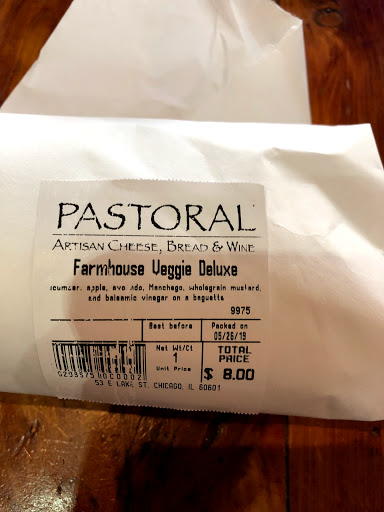 PASTORAL
ARTISAN CHEESE, BREAD & WINE
Farmhouse Veggie Deluxe
apple, Manchego, wholegrain mustard,
and balsamic vinegar on a baguette
9975
Best before
Packed on
05/26/19
Net Wt/Ct
1
Unit Price
TOTAL
PRICE
$ 8.00
53 E LAKE ST. CHICAGO, IL 60601